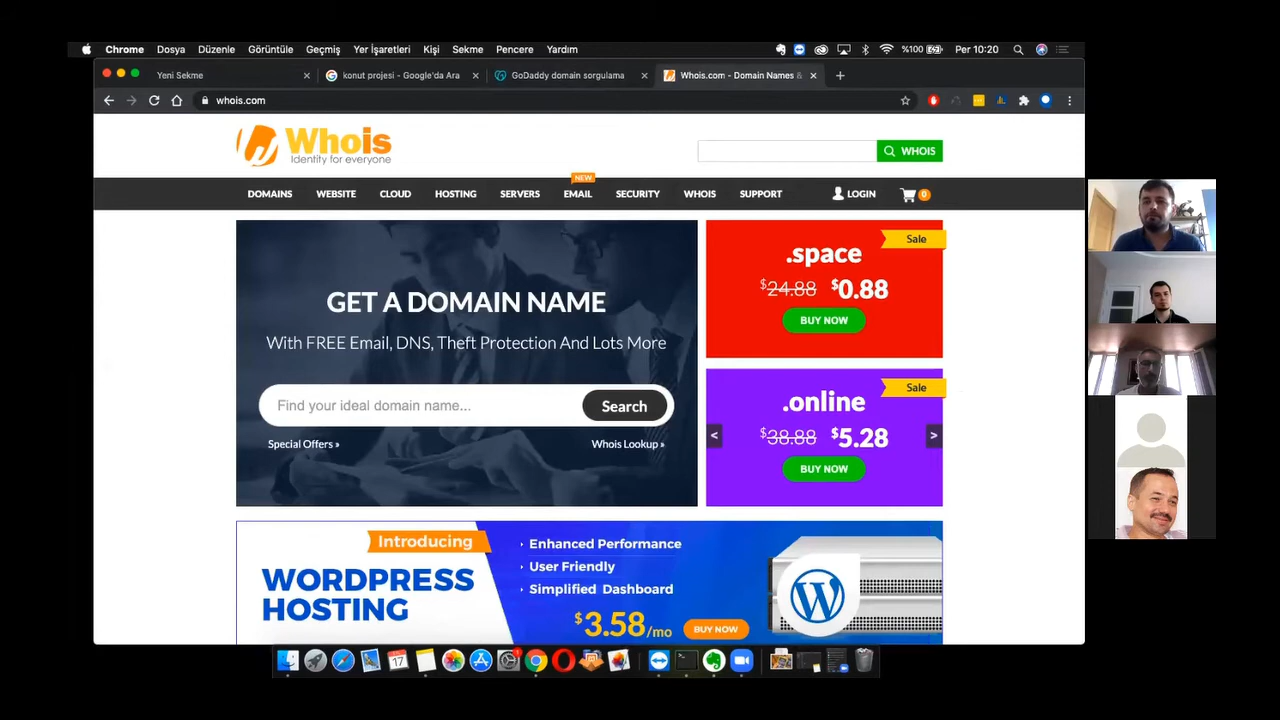 Chrome Dosya Düzenle Görüntüle Geçmiş Yer İşaretleri Kişi Sekme Pencere Yardım %100 Per 10:20
Yeni Sekme konut projesi - Google'da Ara GoDaddy domain sorgulama Whois.com - Domain Names &
whois.com
Whois
Identity for everyone
WHOIS
NEW
DOMAINS WEBSITE CLOUD HOSTING SERVERS EMAIL SECURITY WHOIS SUPPORT LOGIN 0
GET A DOMAIN NAME
With FREE Email, DNS, Theft Protection And Lots More
Find your ideal domain name... Search
Special Offers » Whois Lookup »
Sale
.space
$24.88 $0.88
BUY NOW
Sale
.online
< $38.88 $5.28 >
BUY NOW
Introducing
WORDPRESS
HOSTING
Enhanced Performance
User Friendly
Simplified Dashboard
$3.58/mo BUY NOW
17